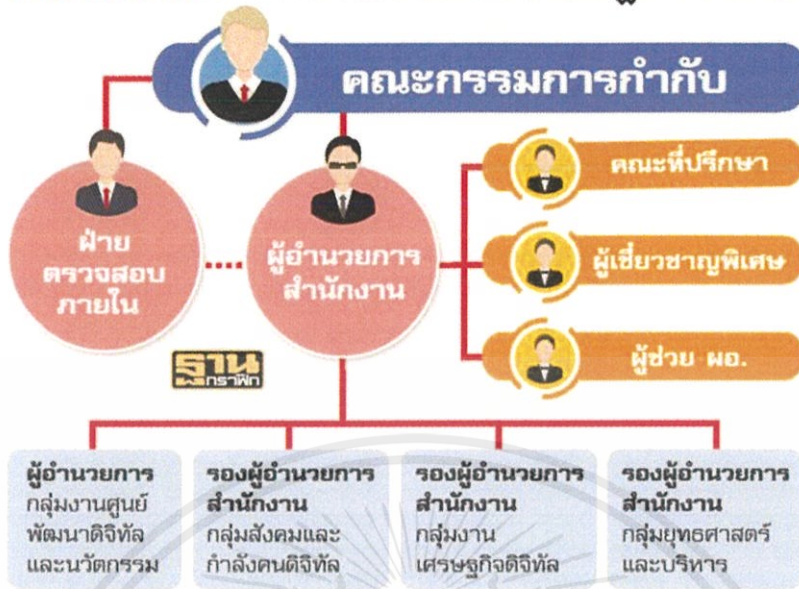 คณะกรรมการกำกับ
คณะที่ปรึกษา
ฝ่าย
ตรวจสอบ
ภายใน
ผู้อำนวยการ
สำนักงาน
ผู้เชี่ยวชาญพิเศษ
ผู้ช่วย ผอ.
ฐาน
กราฟิก
ผู้อำนวยการ
กลุ่มงานศูนย์
พัฒนาดิจิทัล
และนวัตกรรม
รองผู้อำนวยการ
สำนักงาน
กลุ่มสังคมและ
กำลังคนดิจิทัล
รองผู้อำนวยการ
สำนักงาน
กลุ่มงาน
เศรษฐกิจดิจิทัล
รองผู้อำนวยการ
สำนักงาน
กลุ่มยุทธศาสตร์
และบริหาร